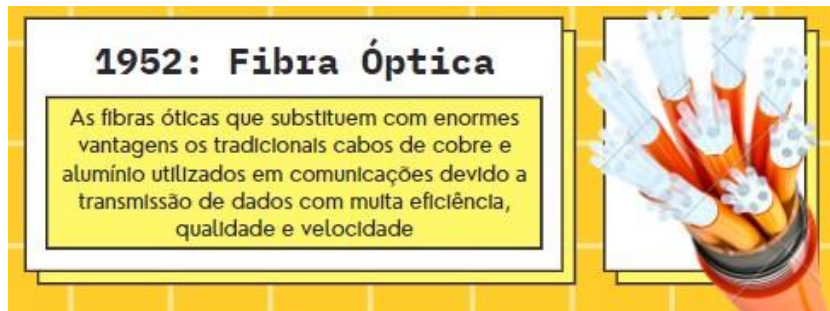 1952: Fibra Óptica
As fibras óticas que substituem com enormes
vantagens os tradicionais cabos de cobre e
alumínio utilizados em comunicações devido a
transmissão de dados com muita eficiência,
qualidade e velocidade